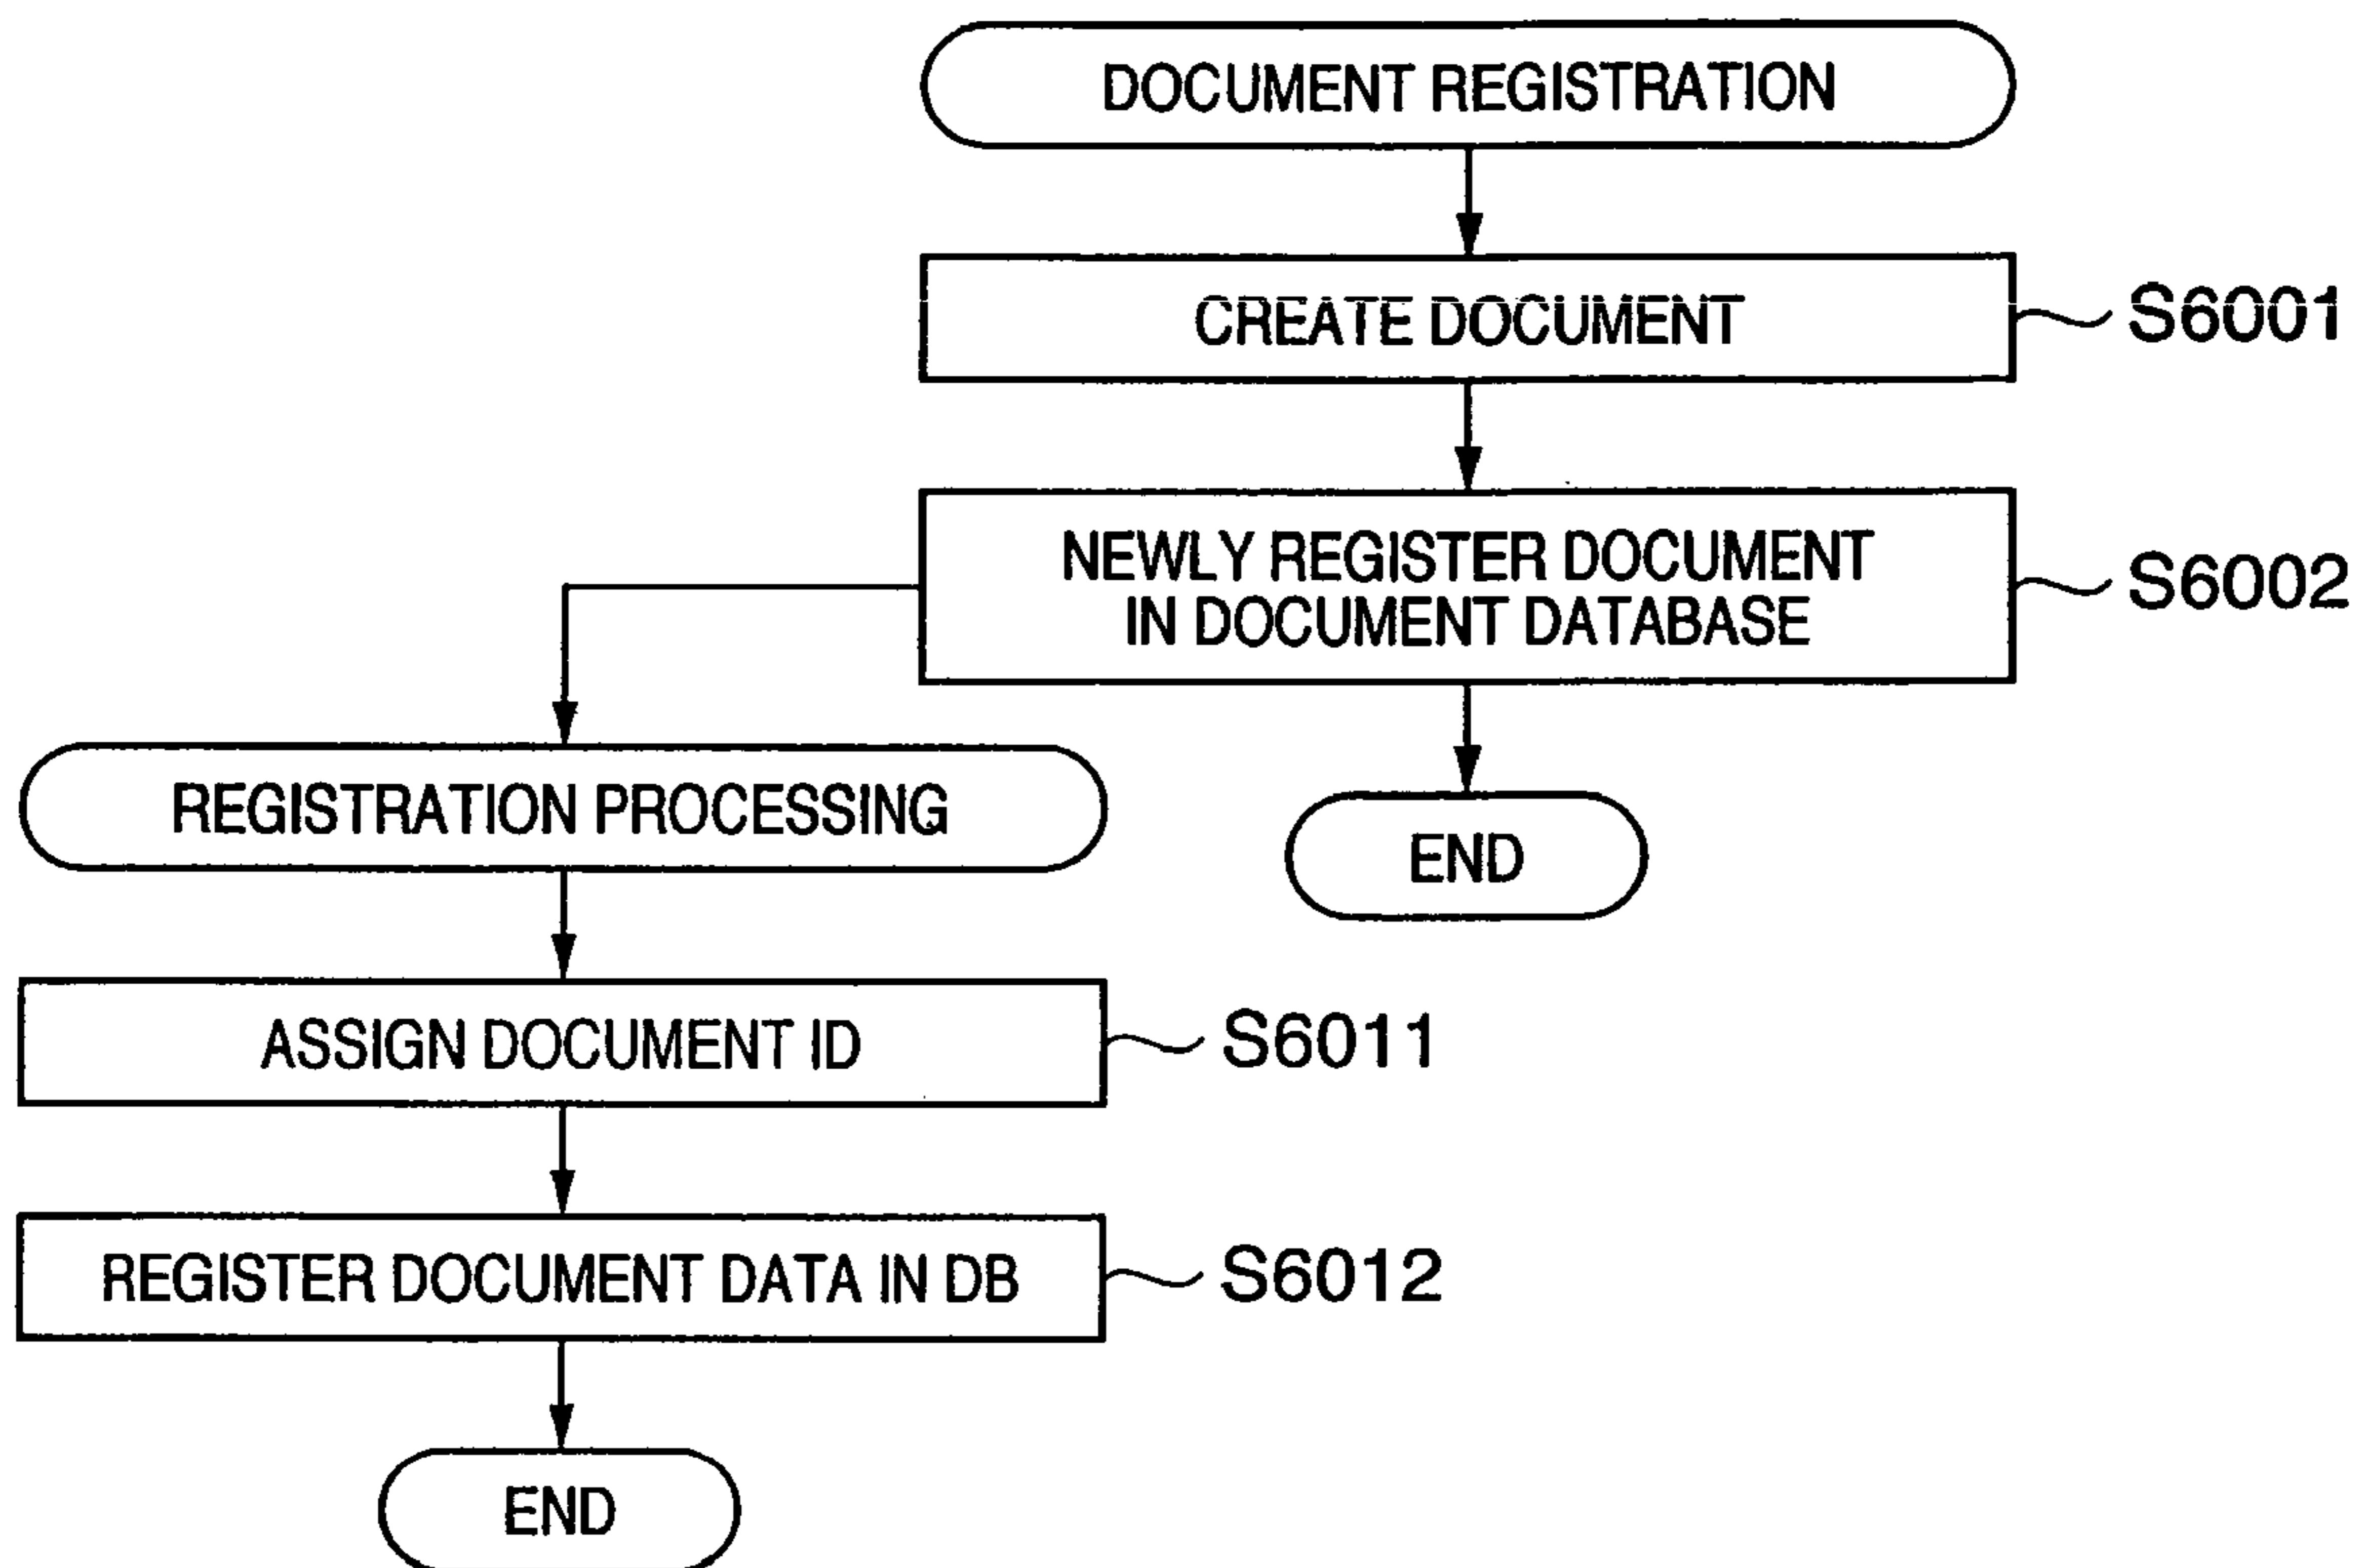 DOCUMENT REGISTRATION
CREATE DOCUMENT
S6001
NEWLY REGISTER DOCUMENT
IN DOCUMENT DATABASE
S6002
END
REGISTRATION PROCESSING
ASSIGN DOCUMENT ID
S6011
REGISTER DOCUMENT DATA IN DB
S6012
END